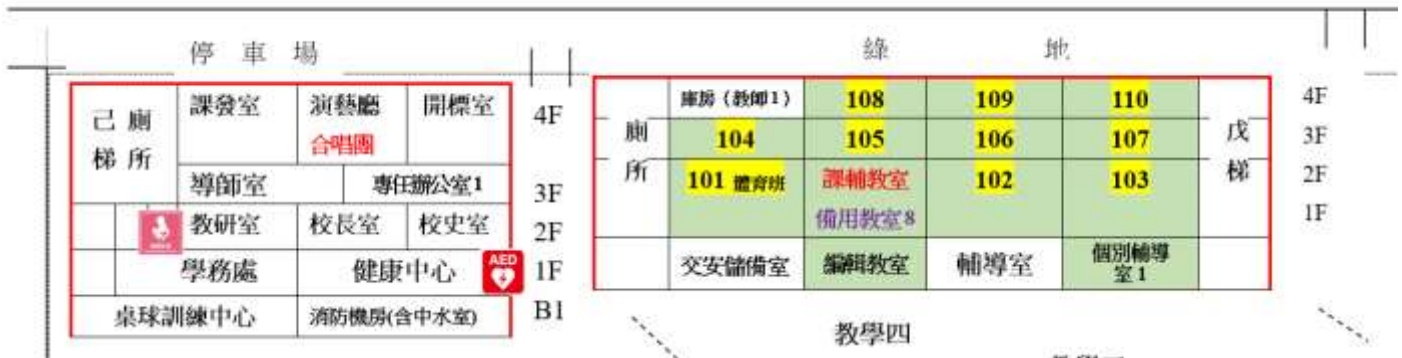 停 車 場
綠 地
己梯
廁所
課發室
演藝廳
合唱團
開標室
4F
導師室
專任辦公室1
3F
教研室
校長室
校史室
2F
學務處
健康中心
AED
1F
桌球訓練中心
消防機房(含中水室)
B1
廁所
庫房(教師1)
108
109
110
4F
104
105
106
107
戊梯
3F
101 體育班
課輔教室
備用教室8
102
103
2F
1F
交安儲備室
編輯教室
輔導室
個別輔導
室1
教學四